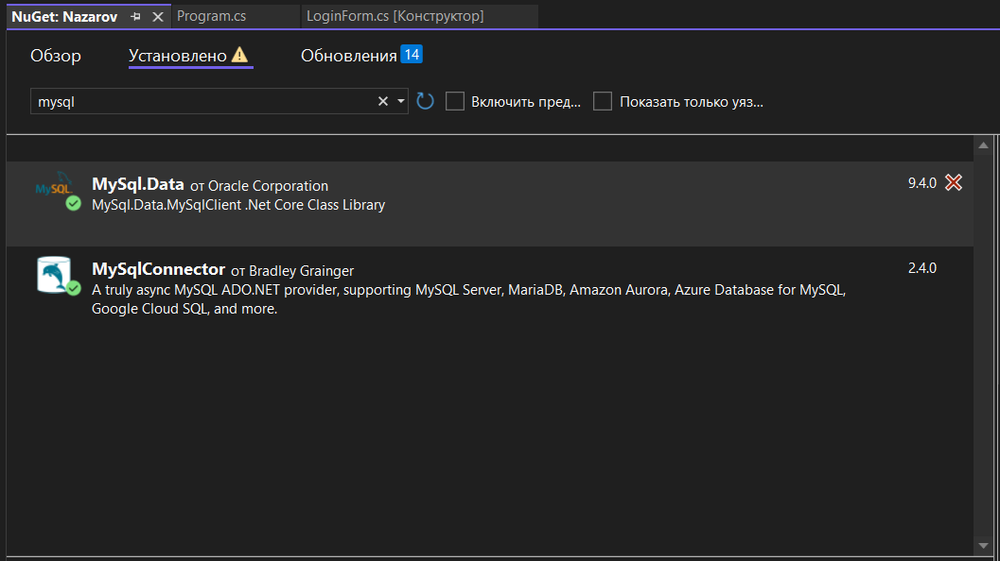 NuGet: Nazarov
Program.cs
LoginForm.cs [Конструктор]
Обзор
Установлено
Обновления 14
mysql
Включить пред...
Показать только уяз...
MySQL
MySql.Data от Oracle Corporation
9.4.0
MySql.Data.MySqlClient .Net Core Class Library
MySqlConnector от Bradley Grainger
2.4.0
A truly async MySQL ADO.NET provider, supporting MySQL Server, MariaDB, Amazon Aurora, Azure Database for MySQL,
Google Cloud SQL, and more.